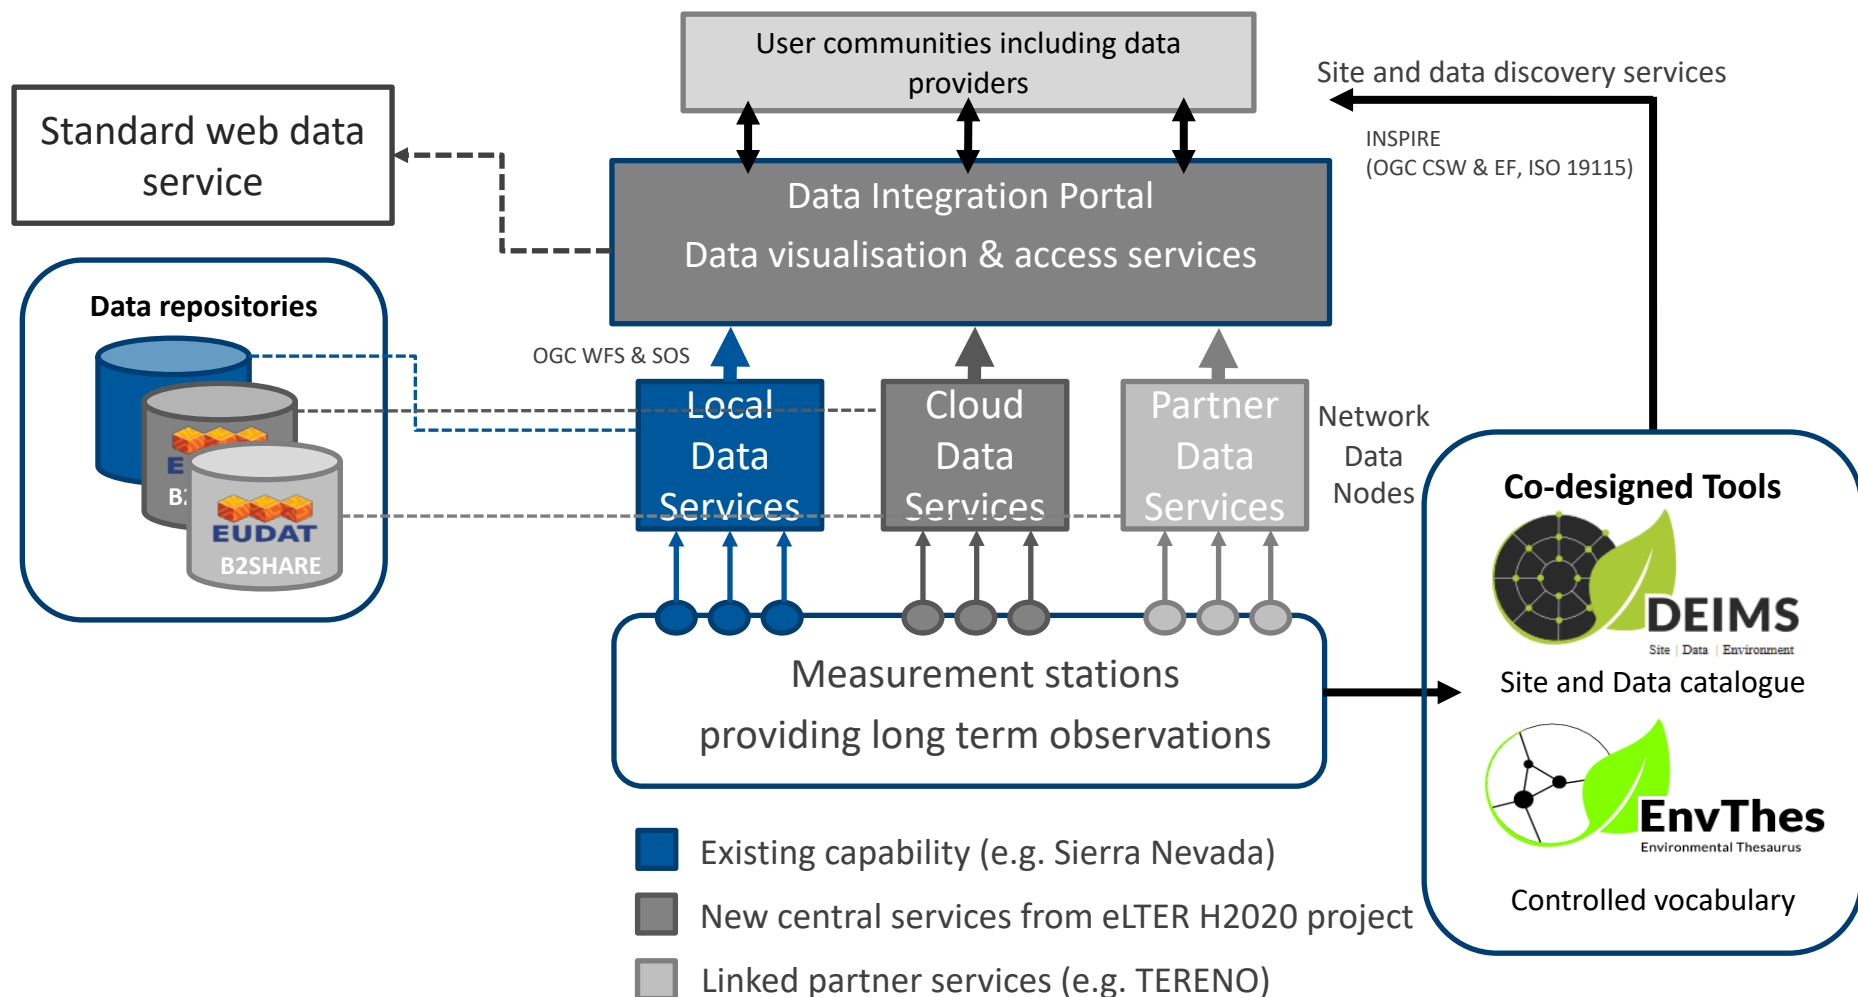 User communities including data
providers
Site and data discovery services
INSPIRE
(OGC CSW & EF, ISO 19115)
Standard web data
service
Data Integration Portal
Data visualisation & access services
Data repositories
EUDAT
B2SHARE
OGC WFS & SOS
Local
Data
Services
Cloud
Data
Services
Partner
Data
Services
Network
Data
Nodes
Co-designed Tools
DEIMS
Site | Data | Environment
Site and Data catalogue
EnvThes
Environmental Thesaurus
Controlled vocabulary
Measurement stations
providing long term observations
Existing capability (e.g. Sierra Nevada)
New central services from eLTER H2020 project
Linked partner services (e.g. TERENO)